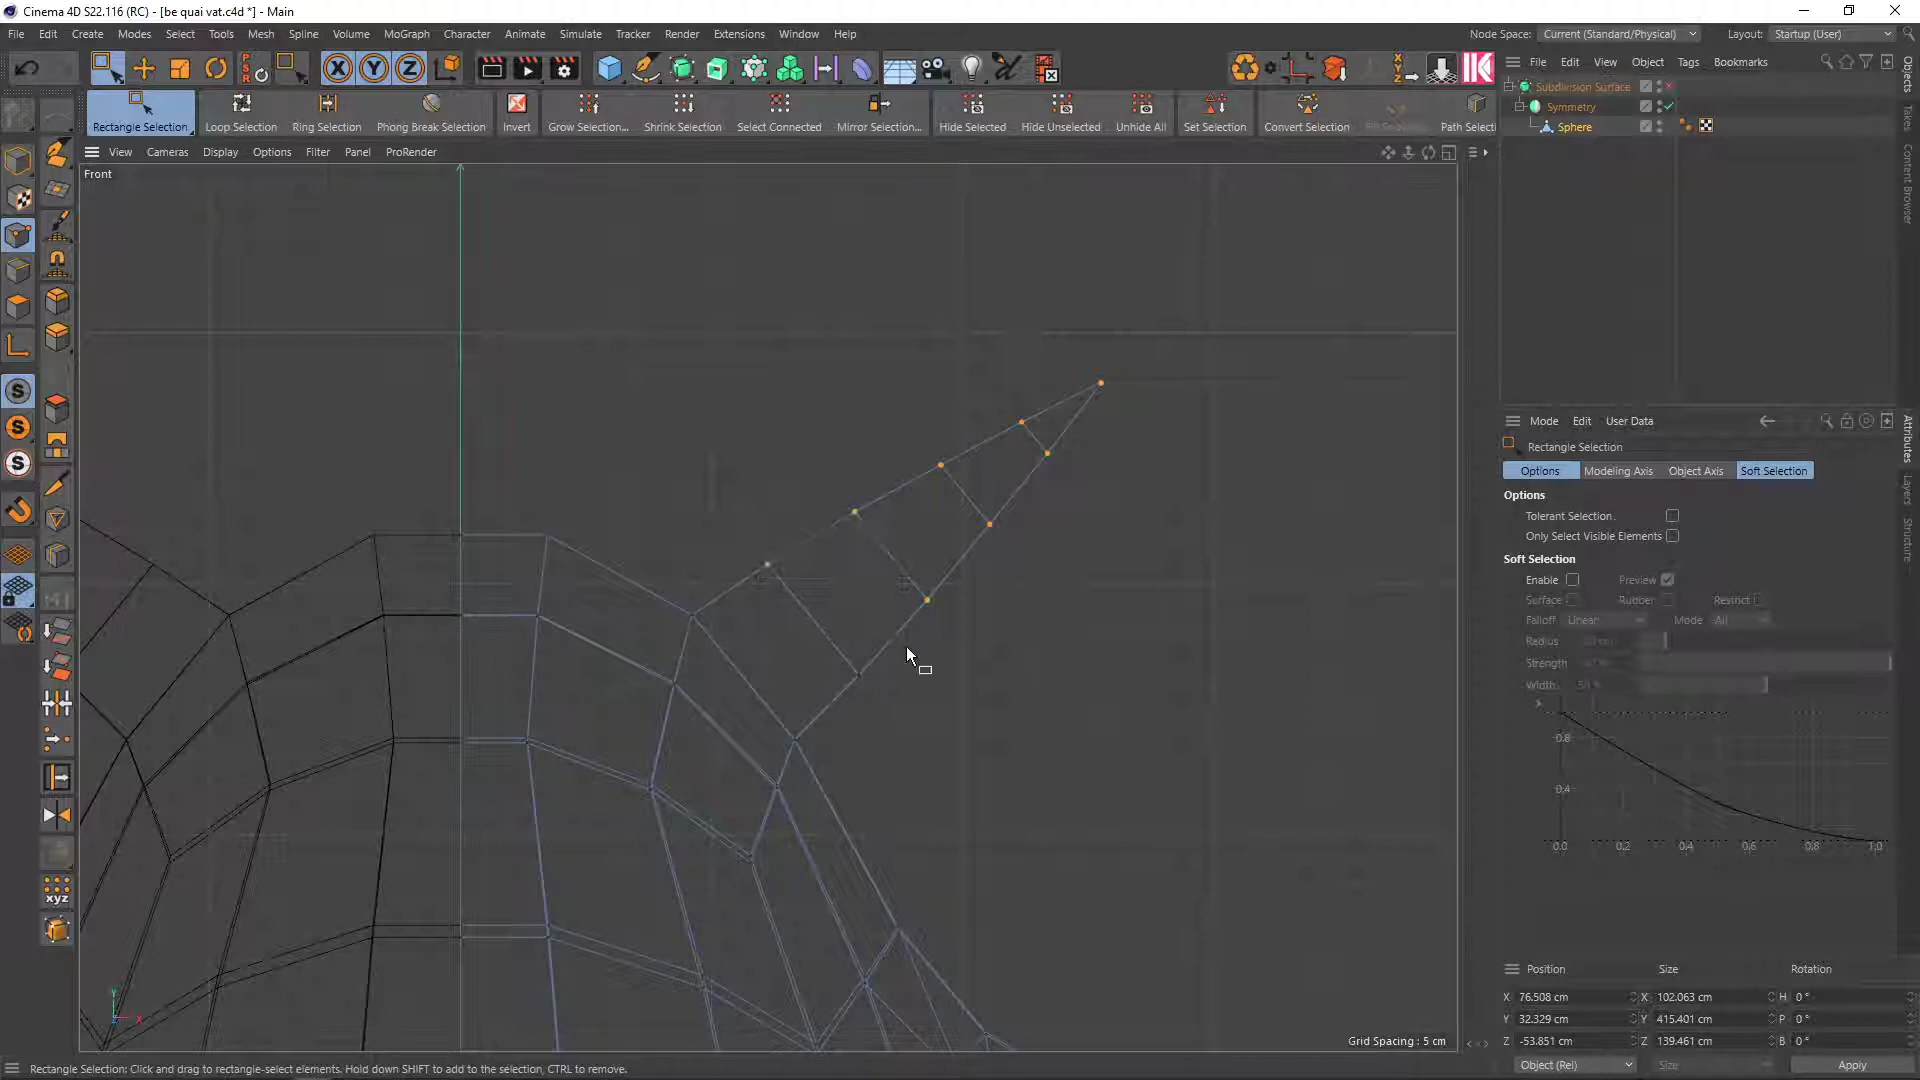 Cinema 4D S22.116 (RC) - [be quai vat.c4d *] - Main
File Edit Create Modes Select Tools Mesh Spline Volume MoGraph Character Animate Simulate Tracker Render Extensions Window Help
Node Space: Current (Standard/Physical) Layout: Startup (User)
PSR X Y Z
File Edit View Object Tags Bookmarks
Rectangle Selection Loop Selection Ring Selection Phong Break Selection Invert Grow Selection... Shrink Selection Select Connected Mirror Selection... Hide Selected Hide Unselected Unhide All Set Selection Convert Selection Path Selecti
Subdivision Surface
Symmetry
Sphere
View Cameras Display Options Filter Panel ProRender
Front
Objects
Takes
Content Browser
Mode Edit User Data
Rectangle Selection
Options Modeling Axis Object Axis Soft Selection
Options
Tolerant Selection.
Only Select Visible Elements
Soft Selection
Enable Preview
Surface Rubber Restrict
Falloff Linear Mode All
Radius
Strength
Width
0.8
0.4
0.0 0.2 0.4 0.6 0.8 1.0
Attributes
Layers
Structure
xyz
Y
X
Grid Spacing : 5 cm
Position Size Rotation
X 76.508 cm X 102.063 cm H 0 °
Y 32.329 cm Y 415.401 cm P 0 °
Z -53.851 cm Z 139.461 cm B 0 °
Object (Rel) Size Apply
Rectangle Selection: Click and drag to rectangle-select elements. Hold down SHIFT to add to the selection, CTRL to remove.